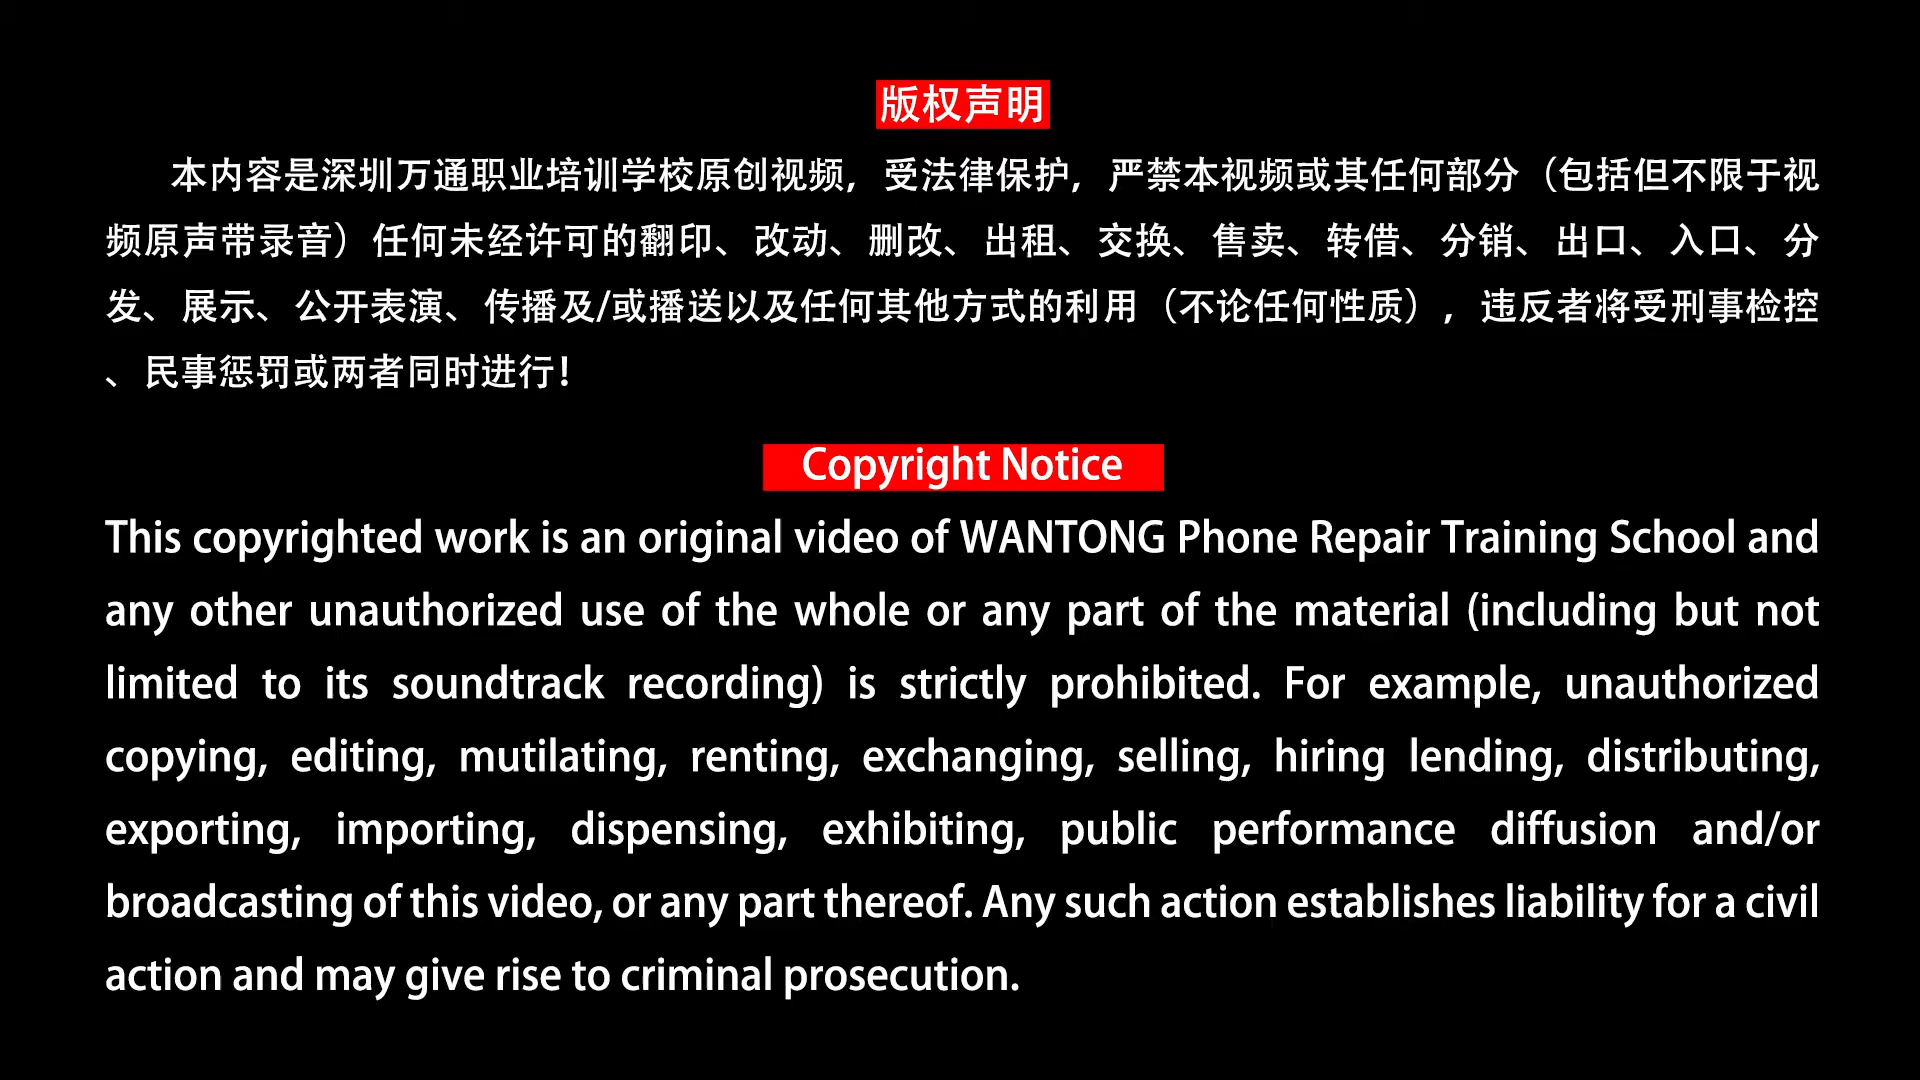 版权声明
本内容是深圳万通职业培训学校原创视频，受法律保护，严禁本视频或其任何部分（包括但不限于视
频原声带录音）任何未经许可的翻印、改动、删改、出租、交换、售卖、转借、分销、出口、入口、分
发、展示、公开表演、传播及/或播送以及任何其他方式的利用（不论任何性质），违反者将受刑事检控
、民事惩罚或两者同时进行！
Copyright Notice
This copyrighted work is an original video of WANTONG Phone Repair Training School and
any other unauthorized use of the whole or any part of the material (including but not
limited to its soundtrack recording) is strictly prohibited. For example, unauthorized
copying, editing, mutilating, renting, exchanging, selling, hiring lending, distributing,
exporting, importing, dispensing, exhibiting, public performance diffusion and/or
broadcasting of this video, or any part thereof. Any such action establishes liability for a civil
action and may give rise to criminal prosecution.